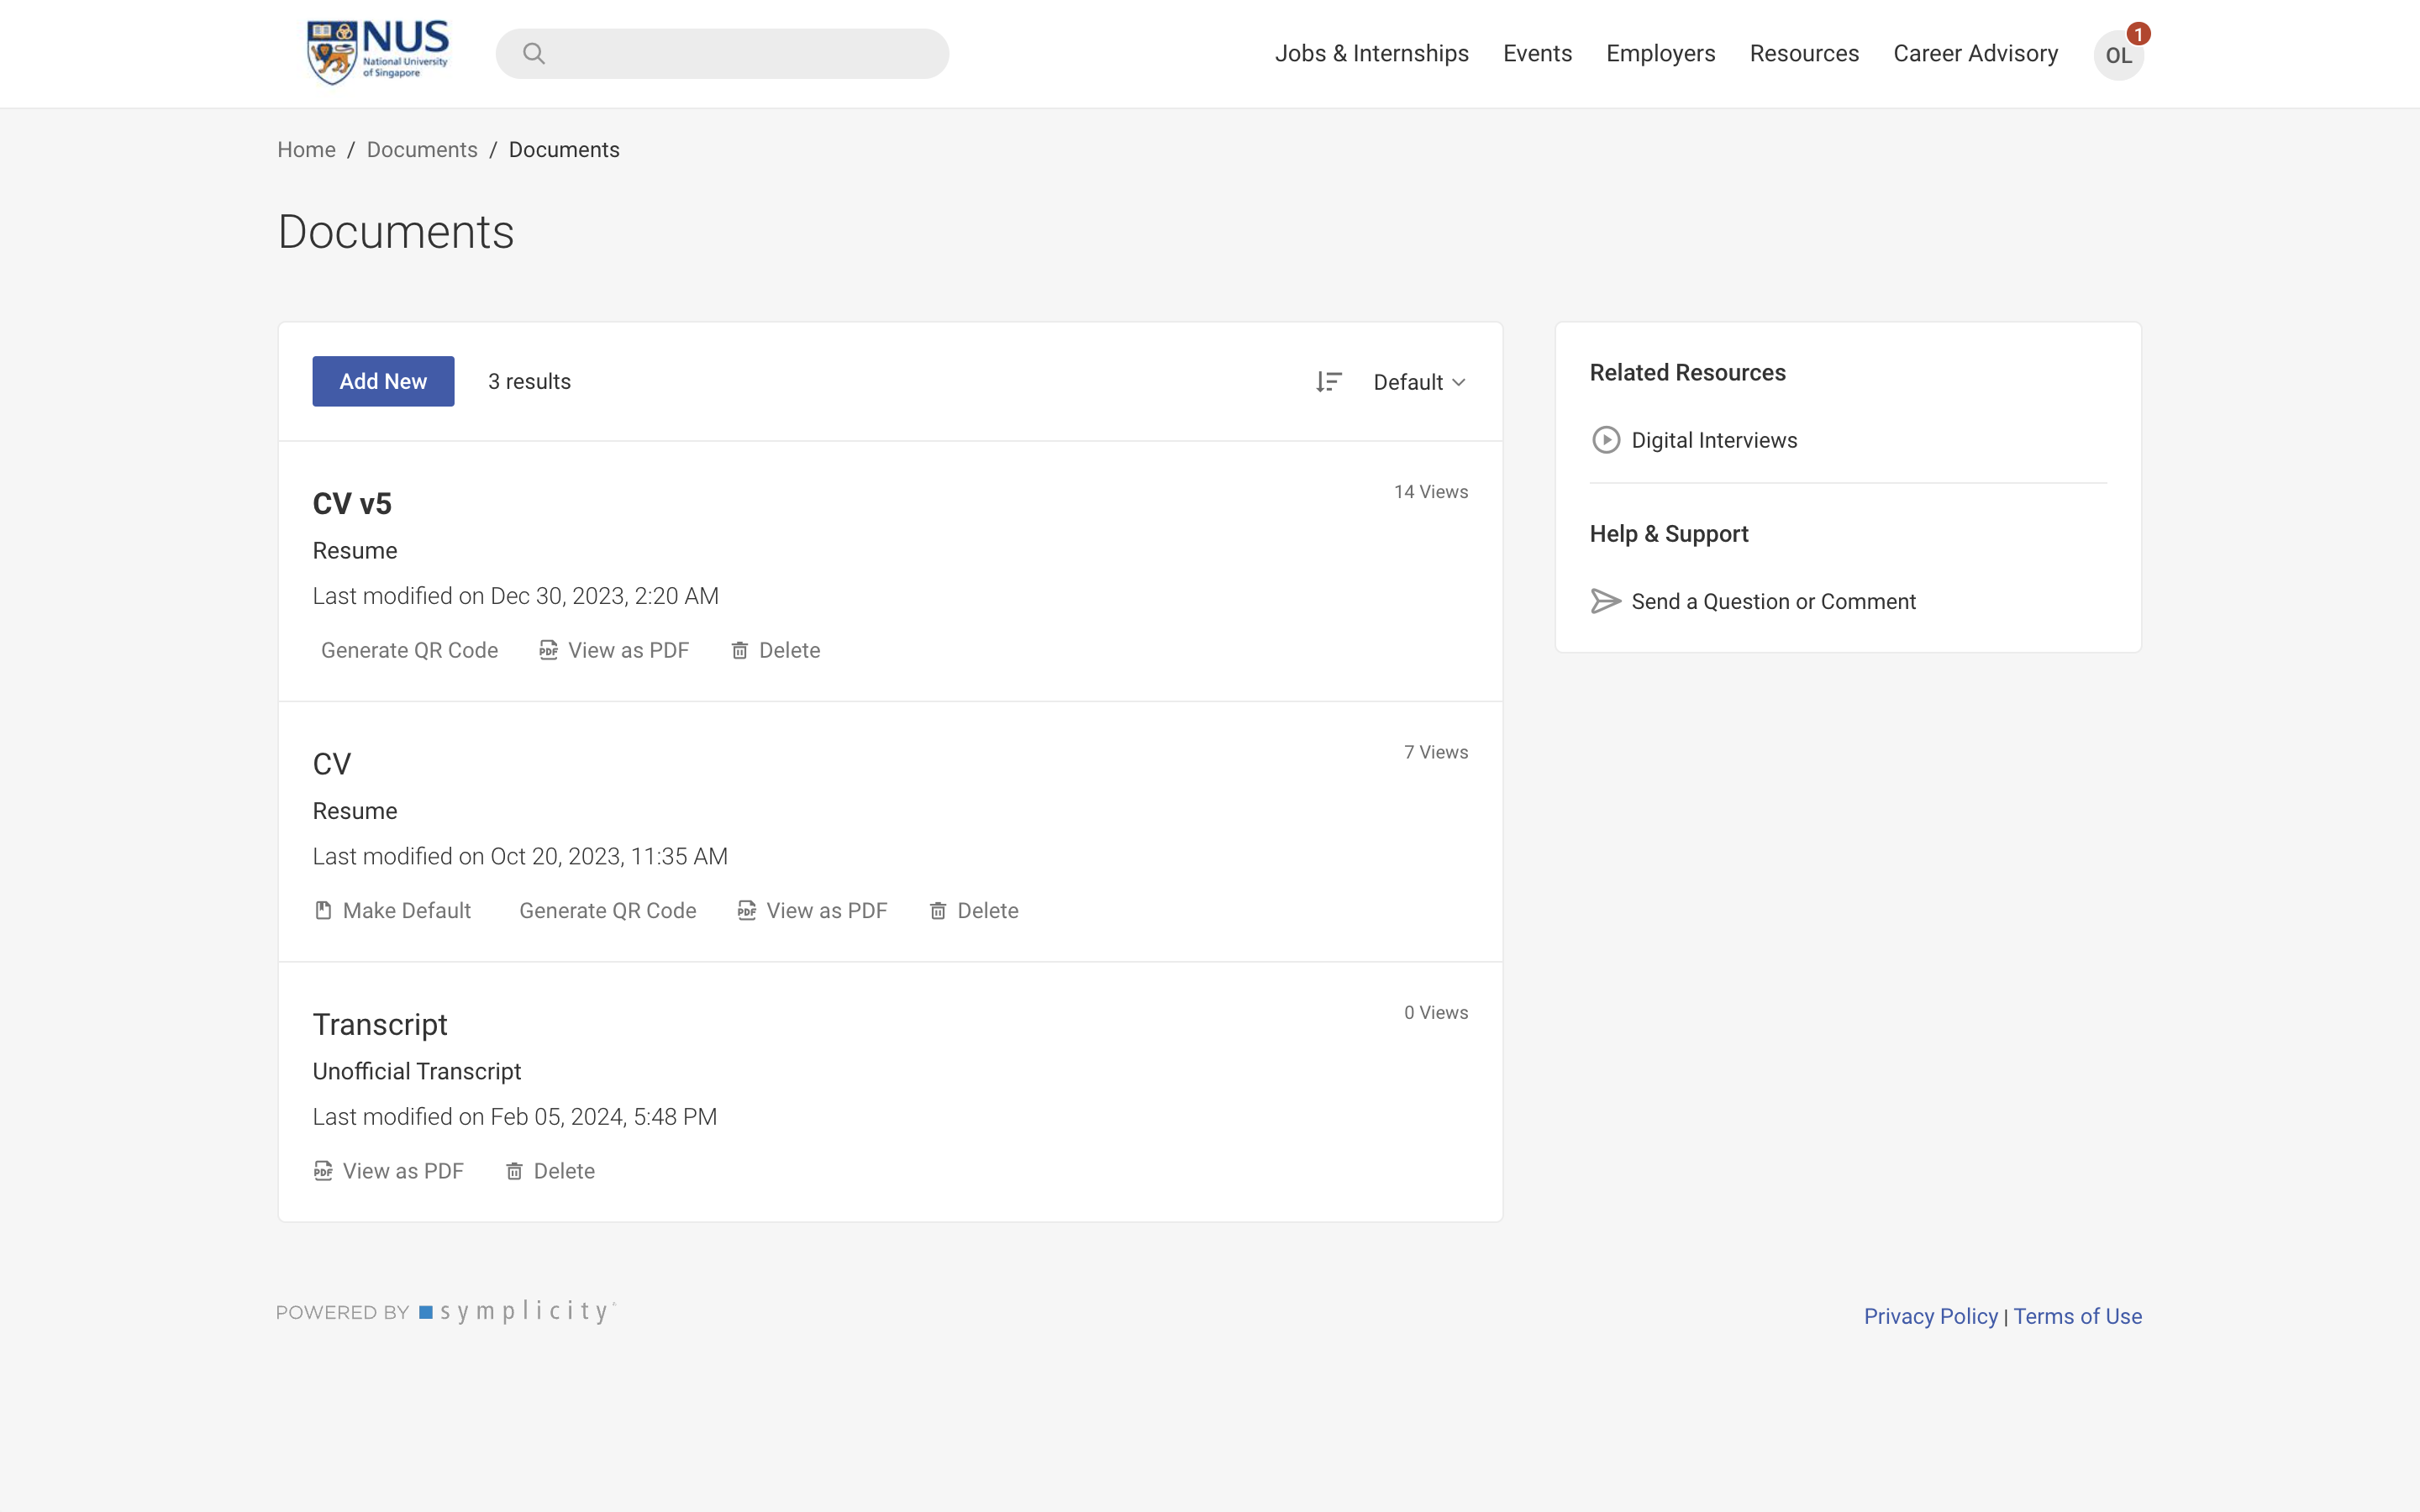 NUS
National University
of Singapore
Jobs & Internships Events Employers Resources Career Advisory OL 1
Home / Documents / Documents
Documents
Add New 3 results Default
CV v5 14 Views
Resume
Last modified on Dec 30, 2023, 2:20 AM
Generate QR Code PDF View as PDF Delete
CV 7 Views
Resume
Last modified on Oct 20, 2023, 11:35 AM
Make Default Generate QR Code PDF View as PDF Delete
Transcript 0 Views
Unofficial Transcript
Last modified on Feb 05, 2024, 5:48 PM
PDF View as PDF Delete
Related Resources
Digital Interviews
Help & Support
Send a Question or Comment
POWERED BY symplicity
Privacy Policy | Terms of Use